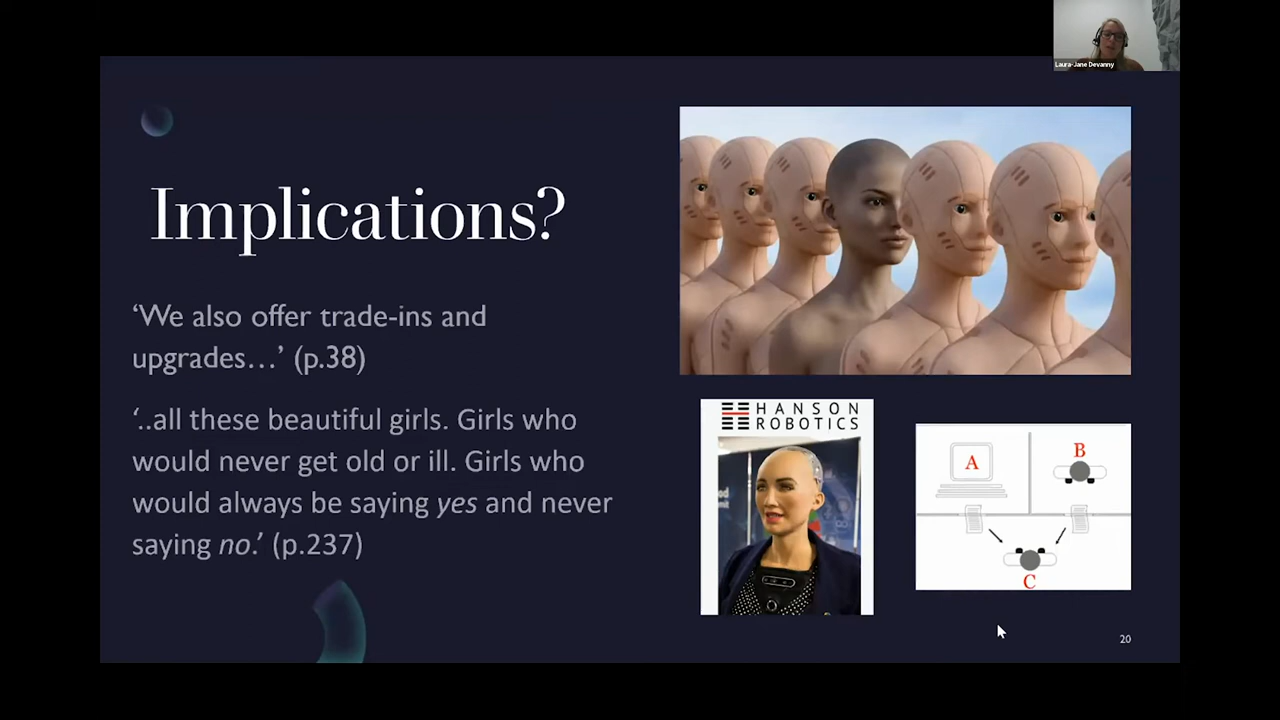 Laura-Jane Devanny
Implications?
‘We also offer trade-ins and
upgrades…’ (p.38)
‘..all these beautiful girls. Girls who
would never get old or ill. Girls who
would always be saying yes and never
saying no.’ (p.237)
HANSON
ROBOTICS
A
B
C
20